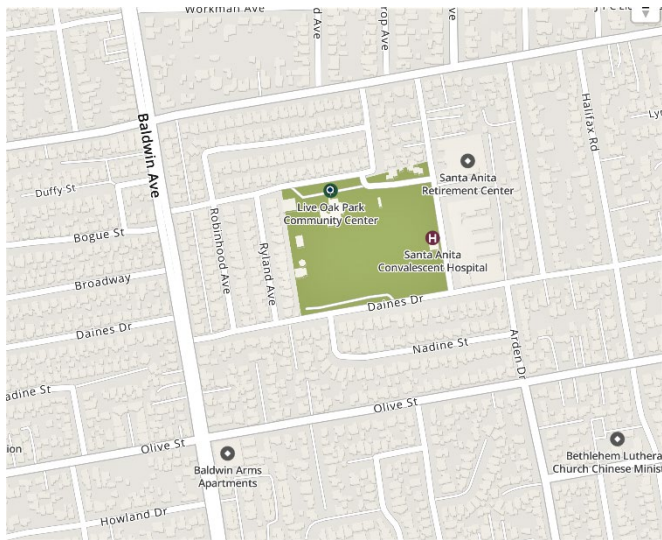 Workman Ave
d Ave
rop Ave
Baldwin Ave
Halifax Rd
Duffy St
Santa Anita
Retirement Center
Live Oak Park
Community Center
Robinhood Ave
Ryland Ave
Bogue St
H
Santa Anita
Convalescent Hospital
Broadway
Daines Dr
Daines Dr
Nadine St
Arden Dr
adine St
Olive St
Olive St
ion
Baldwin Arms
Apartments
Bethlehem Luthera
Church Chinese Minis
Howland Dr